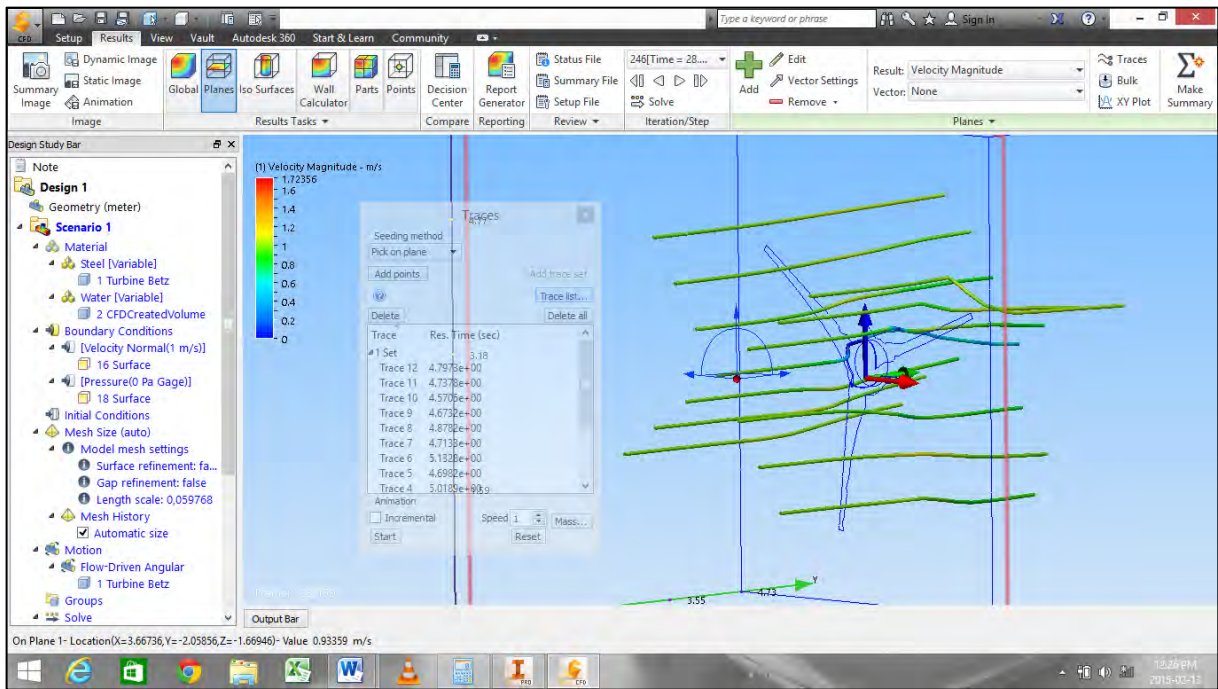 Type a keyword or phrase
Sign In
CFD
Setup Results View Vault Autodesk 360 Start & Learn Community
Summary Image
Dynamic Image
Static Image
Animation
Image
Global Planes Iso Surfaces Wall Calculator Parts Points
Results Tasks
Decision Center
Compare
Report Generator
Reporting
Status File
Summary File
Setup File
Review
246[Time = 28....
Solve
Iteration/Step
Add
Edit
Vector Settings
Remove
Result: Velocity Magnitude
Vector: None
Planes
Traces
Bulk
XY Plot
Make Summary
Design Study Bar
Note
Design 1
Geometry (meter)
Scenario 1
Material
Steel [Variable]
1 Turbine Betz
Water [Variable]
2 CFDCreatedVolume
Boundary Conditions
[Velocity Normal(1 m/s)]
16 Surface
[Pressure(0 Pa Gage)]
18 Surface
Initial Conditions
Mesh Size (auto)
Model mesh settings
Surface refinement: fa...
Gap refinement: false
Length scale: 0,059768
Mesh History
Automatic size
Motion
Flow-Driven Angular
1 Turbine Betz
Groups
Solve
(1) Velocity Magnitude - m/s
1.72356
1.6
1.4
1.2
1
0.8
0.6
0.4
0.2
0
Traces
4.77
Seeding method
Pick on plane
Add points
Add trace set
Trace list...
Delete
Delete all
Trace Res. Time (sec)
1 Set
3.18
Trace 12 4.7973e+00
Trace 11 4.7378e+00
Trace 10 4.5705e+00
Trace 9 4.6732e+00
Trace 8 4.8782e+00
Trace 7 4.7133e+00
Trace 6 5.1328e+00
Trace 5 4.6982e+00
Trace 4 5.0189e+00
Animation
Incremental
Speed 1
Mass...
Start
Reset
3.55
4.73
Y
Output Bar
On Plane 1- Location(X=3.66736,Y=-2.05856,Z=-1.66946)- Value 0.93359 m/s
PRO
CFD
12:26 PM
2015-03-13